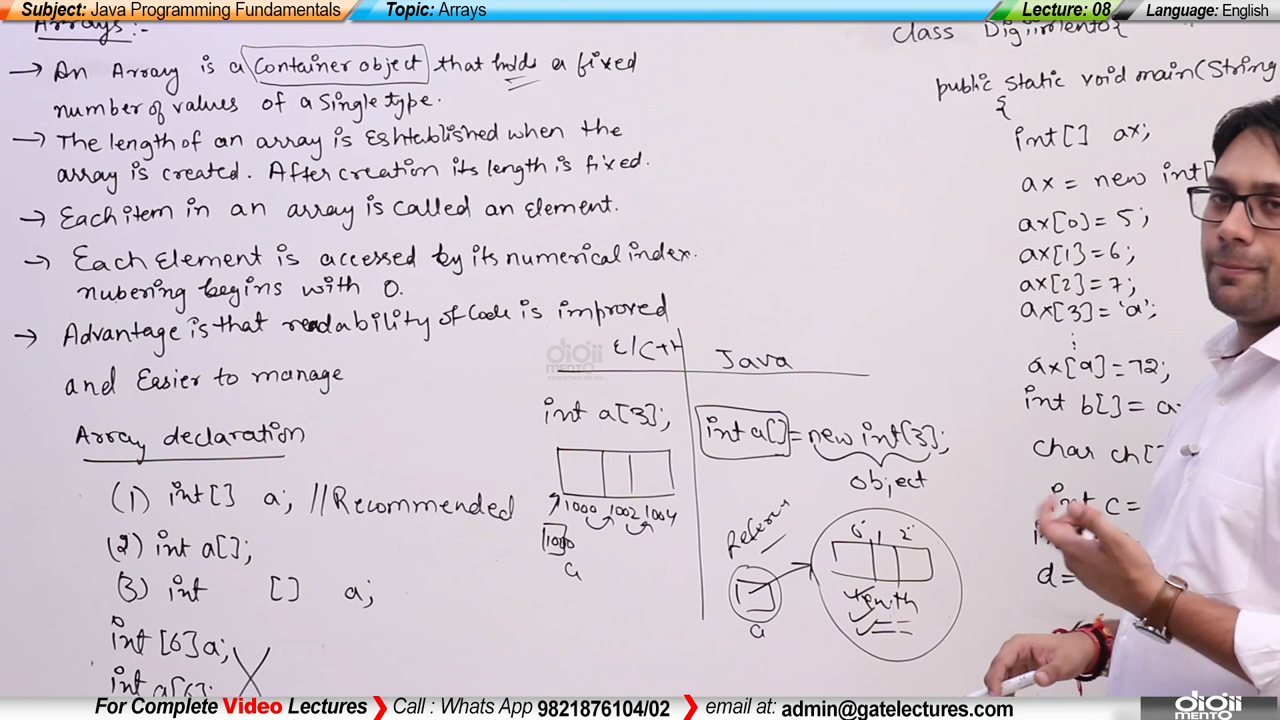 Subject: Java Programming Fundamentals
Topic: Arrays
Lecture: 08
Language: English
Arrays:-
→ An Array is a Container object that holds a fixed
number of values of a Single type.
→ The length of an array is Eshtablished when the
array is created. After creation its length is fixed.
→ Each item in an array is called an Element.
→ Each Element is accessed by its numerical index.
nubering begins with 0.
→ Advantage is that readability of Code is improved
and Easier to manage
Array declaration
(1) int[] a; //Recommended
(2) int a[];
(3) int [] a;
int [6]a;
C/C++
int a[3];
1000 1002 1004
1000
a
Java
int a[] = new int[3];
object
0 1 2
a
class Digiimento{
public static void main(String
{
int[] ax;
ax = new int[
ax[0] = 5;
ax[1] = 6;
ax[2] = 7;
ax[3] = 'a';
⋮
ax[9] = 72;
int b[] = a
char ch[
int c =
d =
digii
MENTO
For Complete Video Lectures
Call : Whats App 9821876104/02
email at: admin@gatelectures.com
digii
MENTO